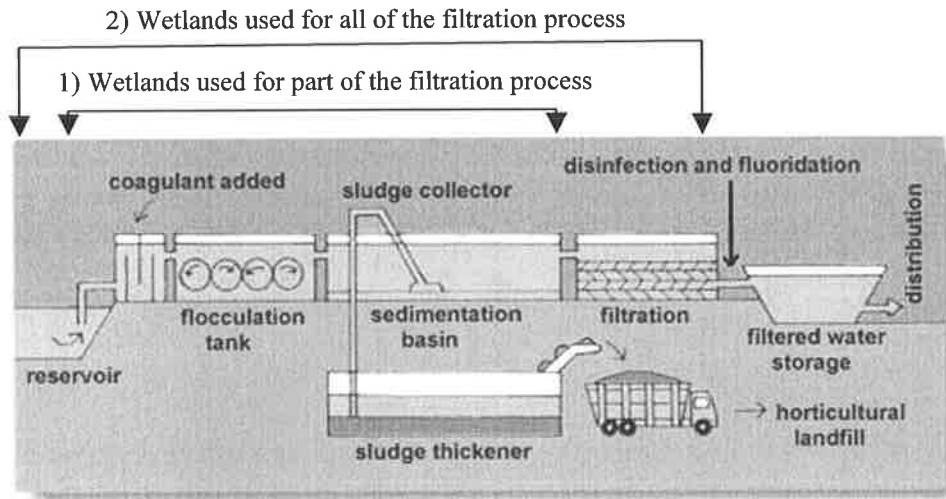 2) Wetlands used for all of the filtration process
1) Wetlands used for part of the filtration process
disinfection and fluoridation
coagulant added
sludge collector
distribution
flocculation
tank
sedimentation
basin
filtration
filtered water
storage
reservoir
horticultural
landfill
sludge thickener